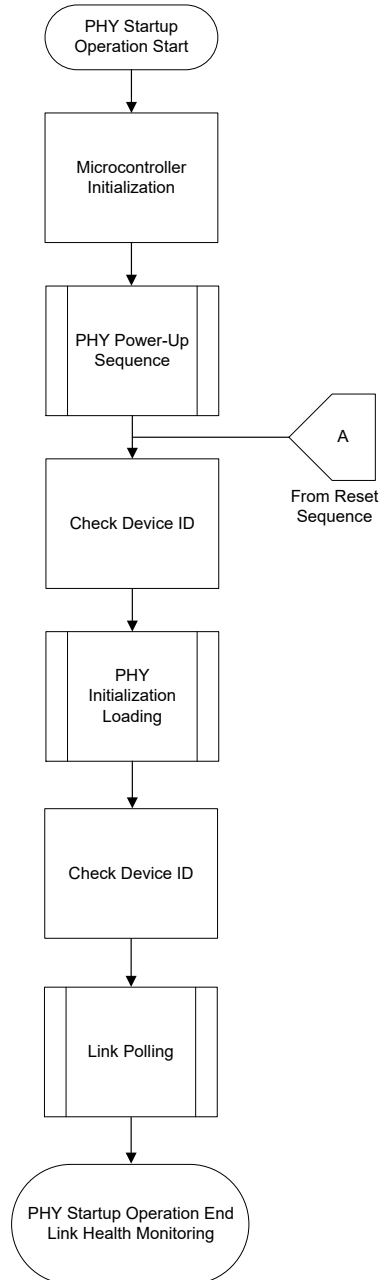 PHY Startup
Operation Start
Microcontroller
Initialization
PHY Power-Up
Sequence
A
From Reset
Sequence
Check Device ID
PHY
Initialization
Loading
Check Device ID
Link Polling
PHY Startup Operation End
Link Health Monitoring